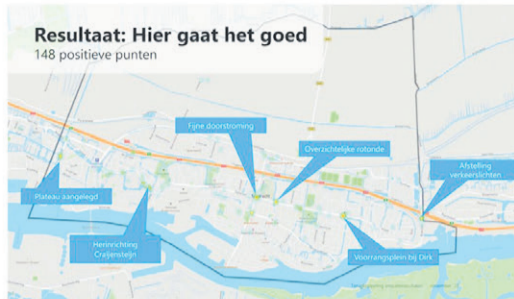 Resultaat: Hier gaat het goed
148 positieve punten
Fijne doorstroming
Overzichtelijke rotonde
Afstelling
verkeerslichten
Plateau aangelegd
Herinrichting
Craijensteijn
Voorrangsplein bij Dirk